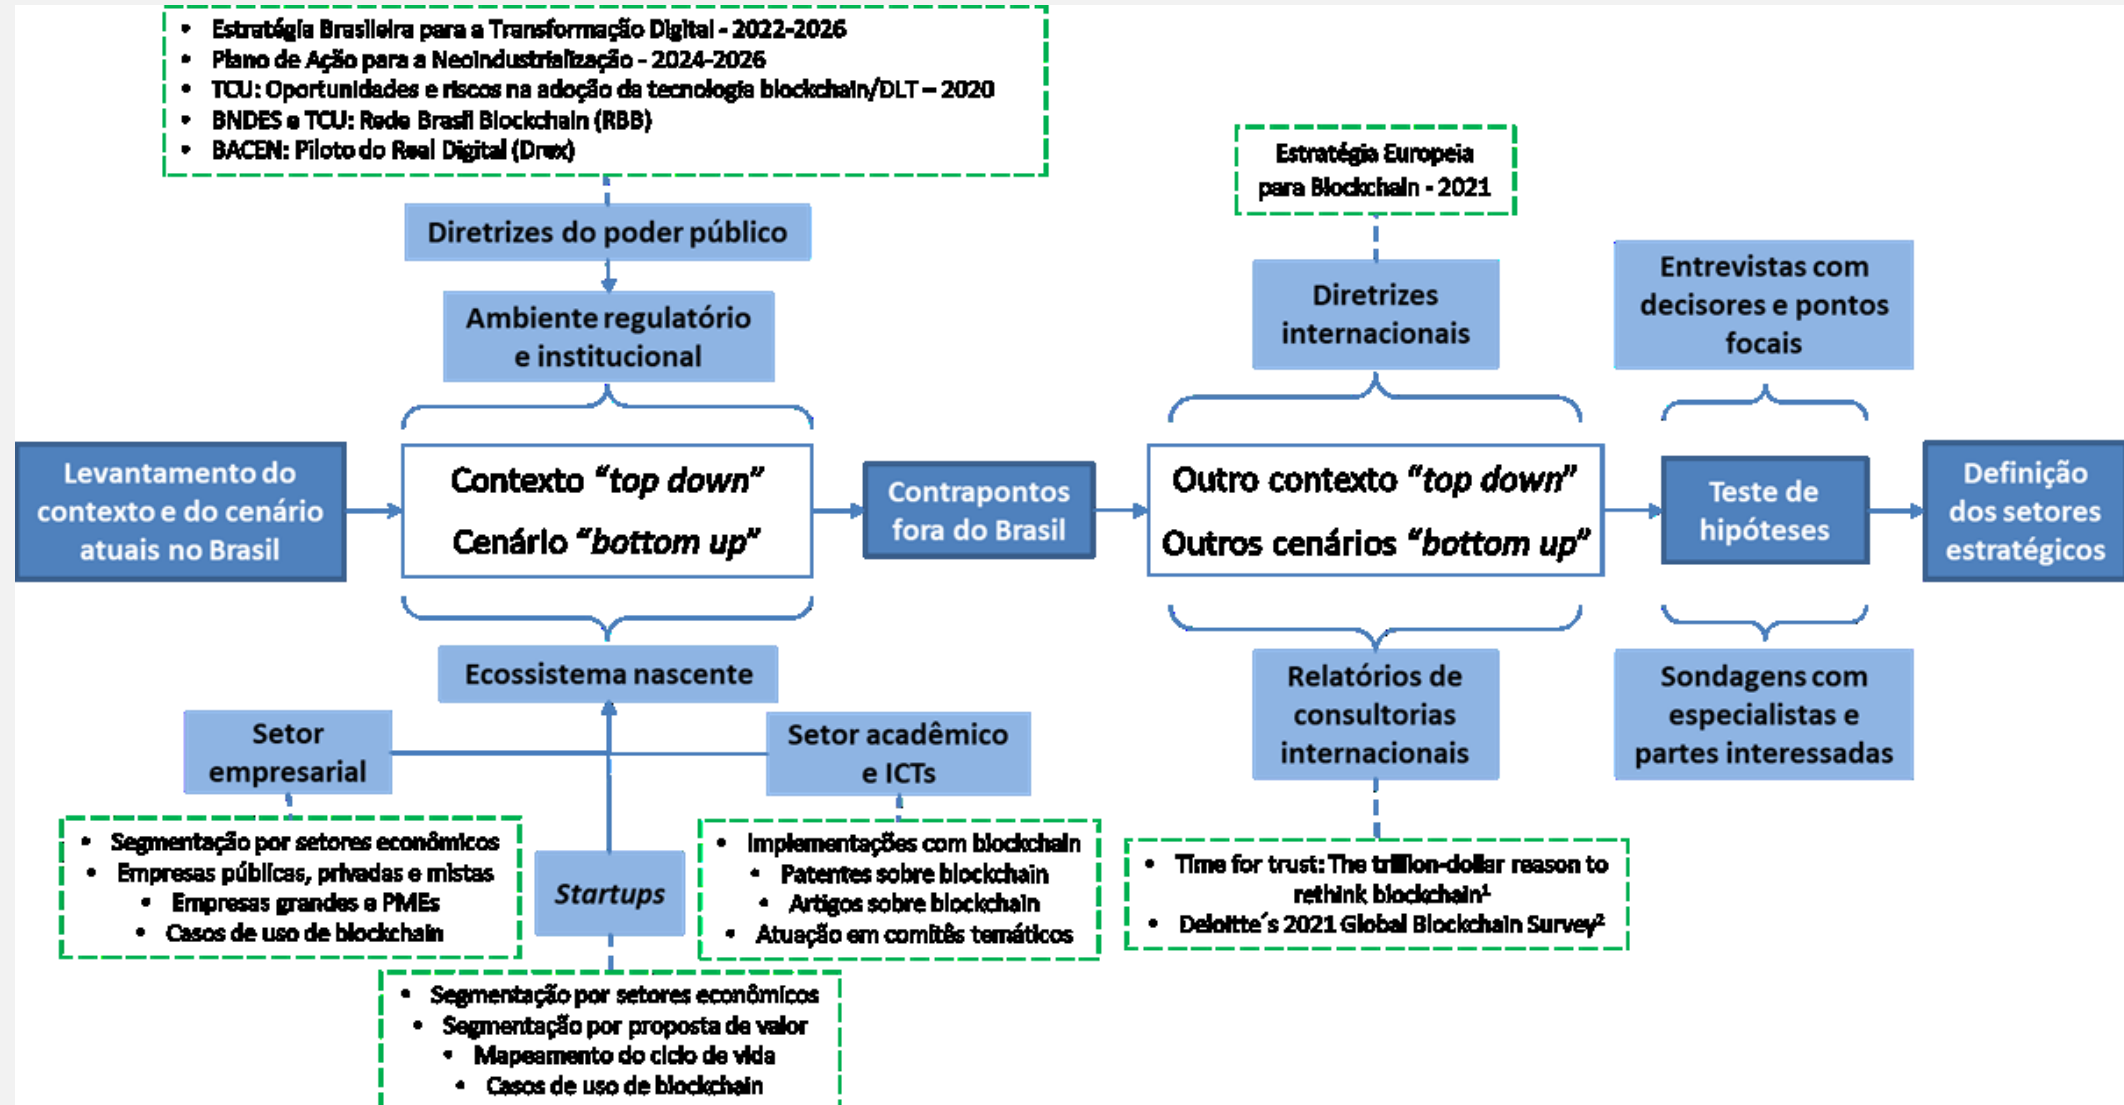 • Estratégia Brasileira para a Transformação Digital - 2022-2026
• Plano de Ação para a Neoindustrialização - 2024-2026
• TCU: Oportunidades e riscos na adoção da tecnologia blockchain/DLT – 2020
• BNDES e TCU: Rede Brasil Blockchain (RBB)
• BACEN: Piloto do Real Digital (Drex)
Diretrizes do poder público
Ambiente regulatório
e institucional
Estratégia Europeia
para Blockchain - 2021
Diretrizes
internacionais
Entrevistas com
decisores e pontos
focais
Levantamento do
contexto e do cenário
atuais no Brasil
Contexto “top down”
Cenário “bottom up”
Contrapontos
fora do Brasil
Outro contexto “top down”
Outros cenários “bottom up”
Teste de
hipóteses
Definição
dos setores
estratégicos
Ecossistema nascente
Setor
empresarial
Setor acadêmico
e ICTs
Relatórios de
consultorias
internacionais
Sondagens com
especialistas e
partes interessadas
• Segmentação por setores econômicos
• Empresas públicas, privadas e mistas
• Empresas grandes e PMEs
• Casos de uso de blockchain
Startups
• Implementações com blockchain
• Patentes sobre blockchain
• Artigos sobre blockchain
• Atuação em comitês temáticos
• Time for trust: The trillion-dollar reason to
rethink blockchain¹
• Deloitte´s 2021 Global Blockchain Survey²
• Segmentação por setores econômicos
• Segmentação por proposta de valor
• Mapeamento do ciclo de vida
• Casos de uso de blockchain